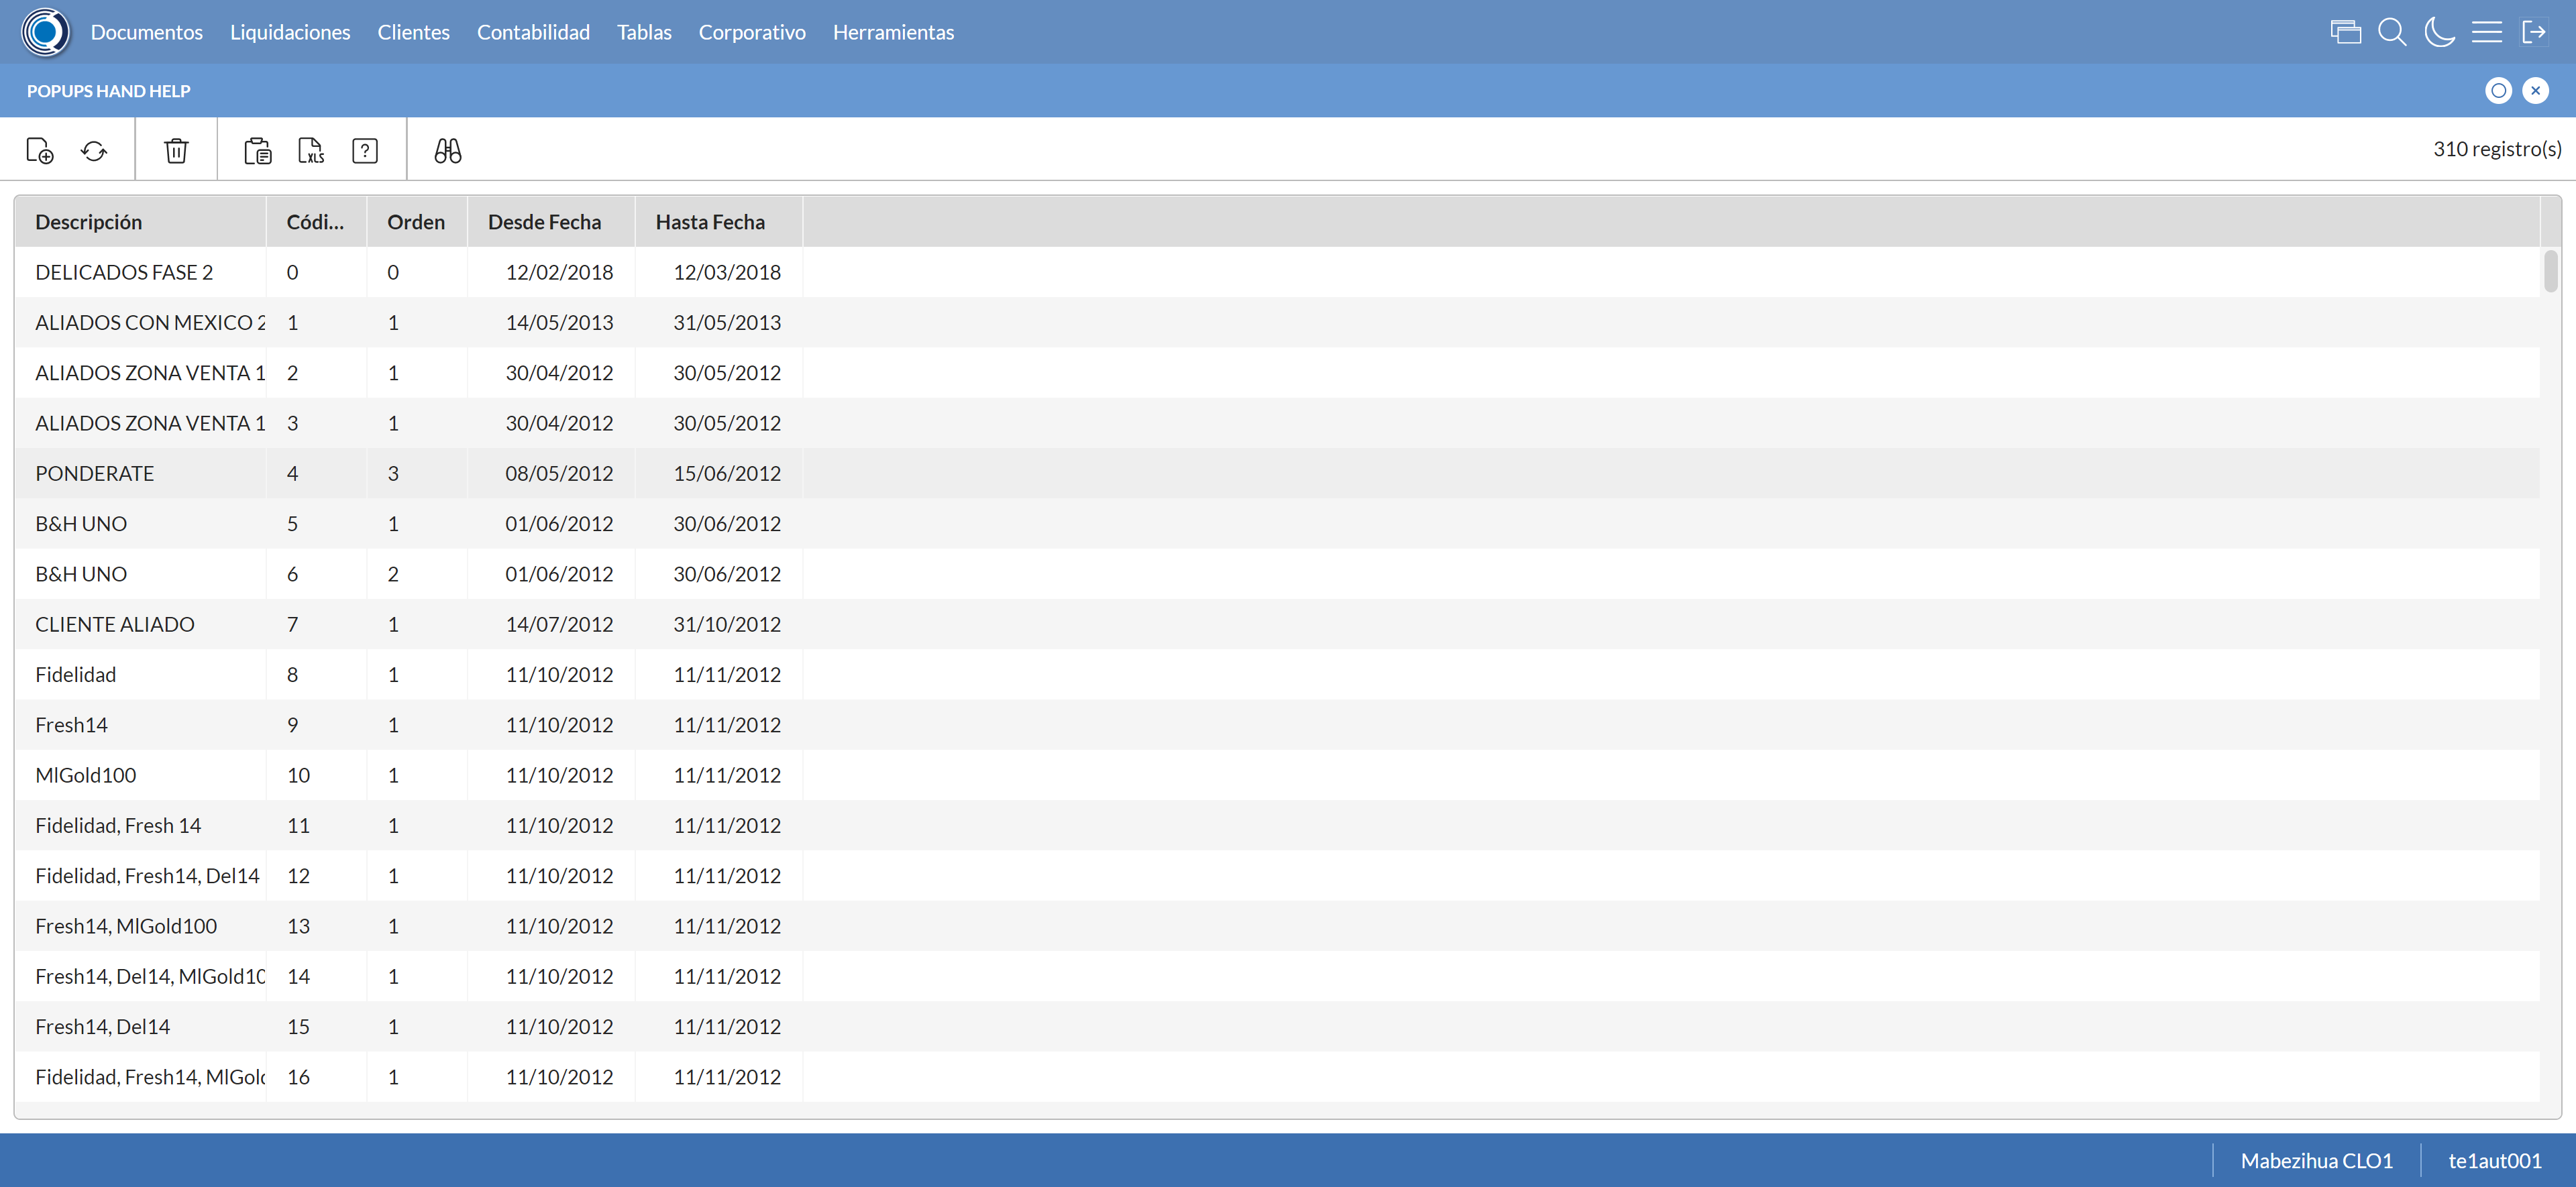 Documentos Liquidaciones Clientes Contabilidad Tablas Corporativo Herramientas
POPUPS HAND HELP
XLS ? 310 registro(s)
Descripción Códi... Orden Desde Fecha Hasta Fecha
DELICADOS FASE 2 0 0 12/02/2018 12/03/2018
ALIADOS CON MEXICO 2 1 1 14/05/2013 31/05/2013
ALIADOS ZONA VENTA 1 2 1 30/04/2012 30/05/2012
ALIADOS ZONA VENTA 1 3 1 30/04/2012 30/05/2012
PONDERATE 4 3 08/05/2012 15/06/2012
B&H UNO 5 1 01/06/2012 30/06/2012
B&H UNO 6 2 01/06/2012 30/06/2012
CLIENTE ALIADO 7 1 14/07/2012 31/10/2012
Fidelidad 8 1 11/10/2012 11/11/2012
Fresh14 9 1 11/10/2012 11/11/2012
MlGold100 10 1 11/10/2012 11/11/2012
Fidelidad, Fresh 14 11 1 11/10/2012 11/11/2012
Fidelidad, Fresh14, Del14 12 1 11/10/2012 11/11/2012
Fresh14, MlGold100 13 1 11/10/2012 11/11/2012
Fresh14, Del14, MlGold10 14 1 11/10/2012 11/11/2012
Fresh14, Del14 15 1 11/10/2012 11/11/2012
Fidelidad, Fresh14, MlGold 16 1 11/10/2012 11/11/2012
Mabezihua CLO1 te1aut001